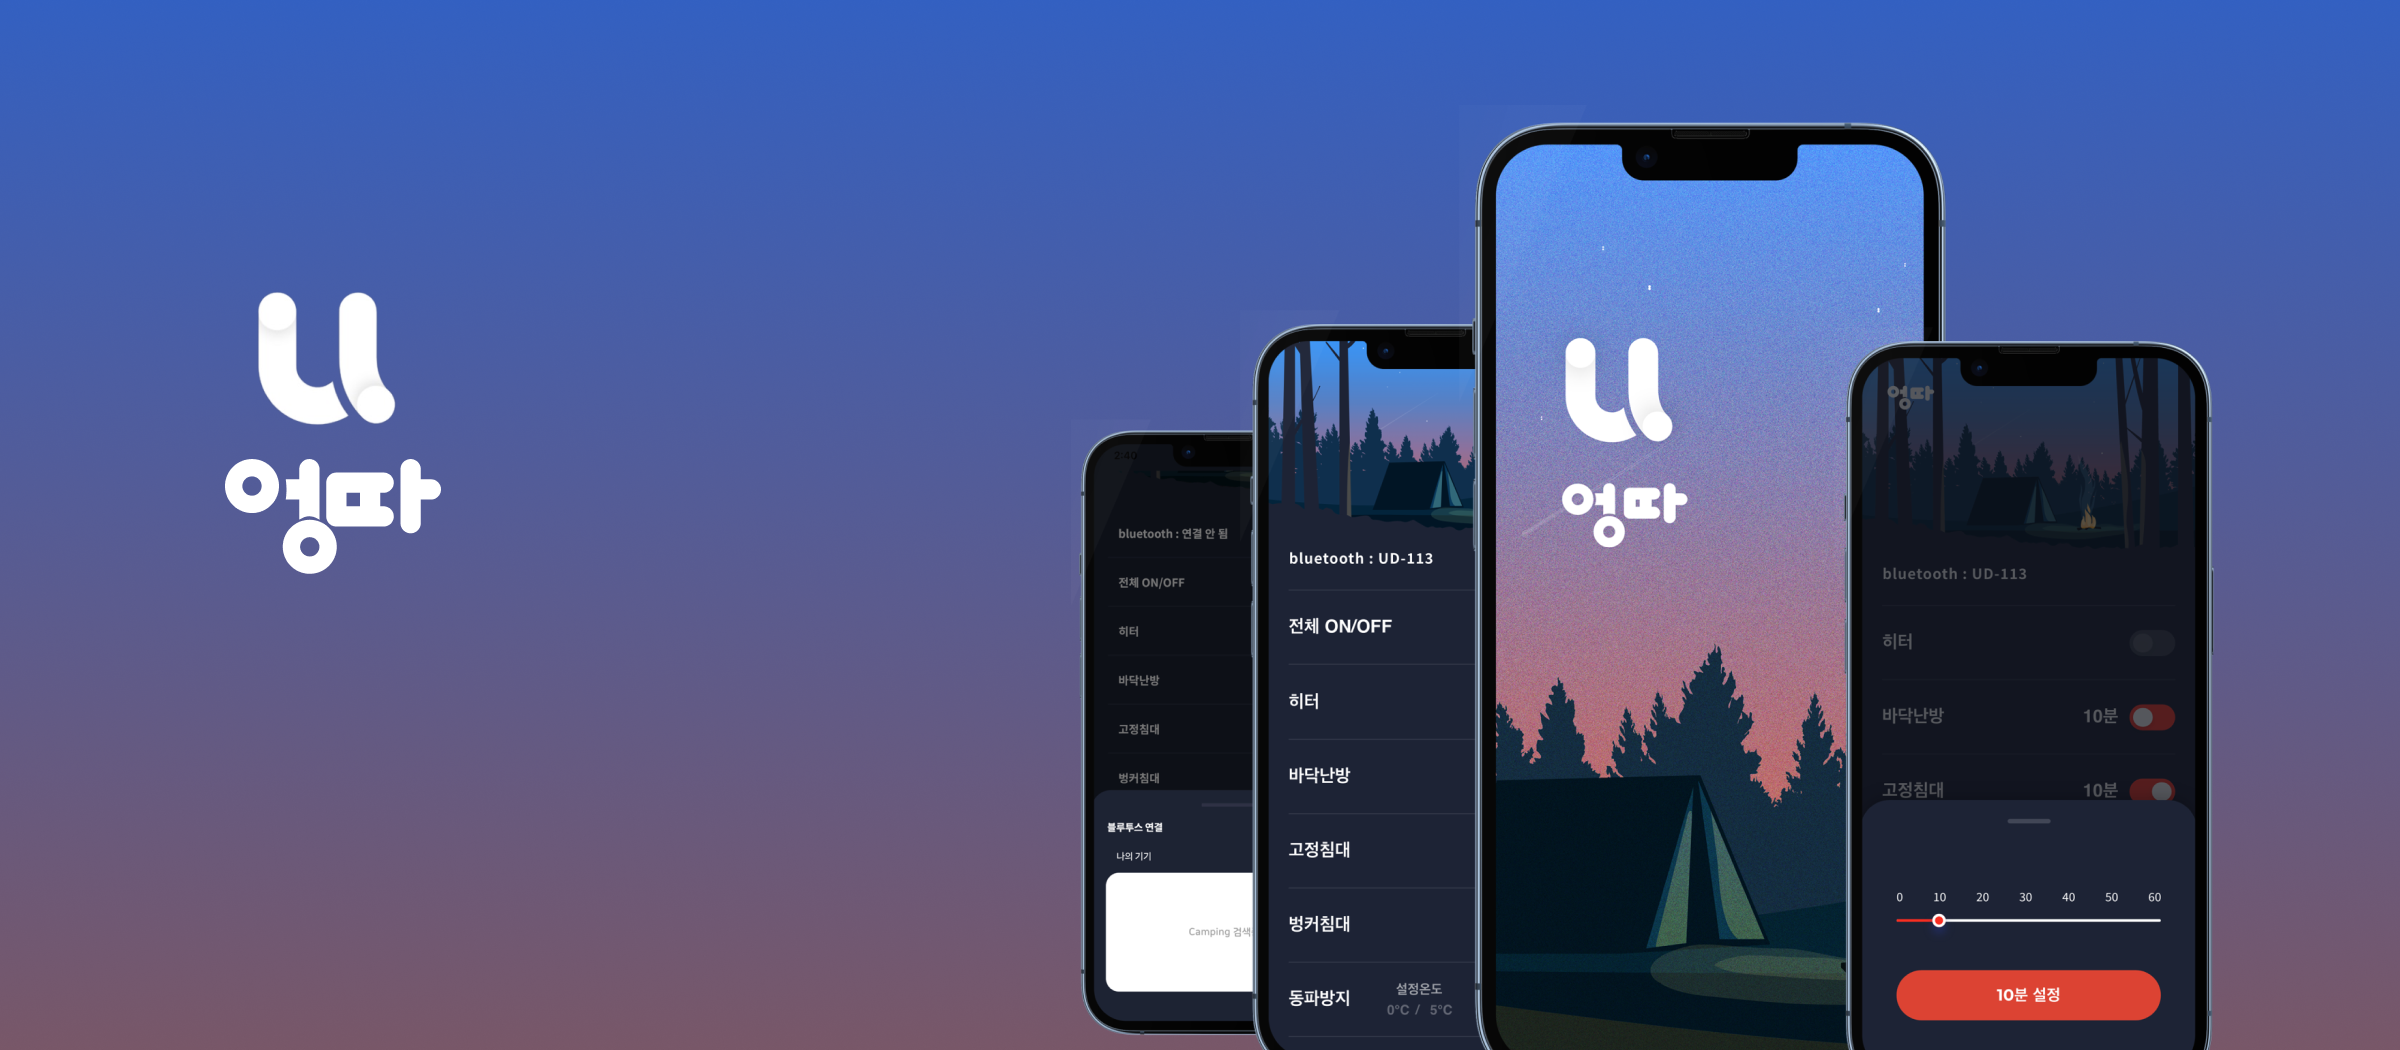 엉따
2:40
bluetooth : 연결 안 됨
전체 ON/OFF
히터
바닥난방
고정침대
벙커침대
블루투스 연결
나의 기기
Camping 검색
bluetooth : UD-113
전체 ON/OFF
히터
바닥난방
고정침대
벙커침대
동파방지
설정온도
0°C / 5°C
엉따
엉따
bluetooth : UD-113
히터
바닥난방 10분
고정침대 10분
0 10 20 30 40 50 60
10분 설정